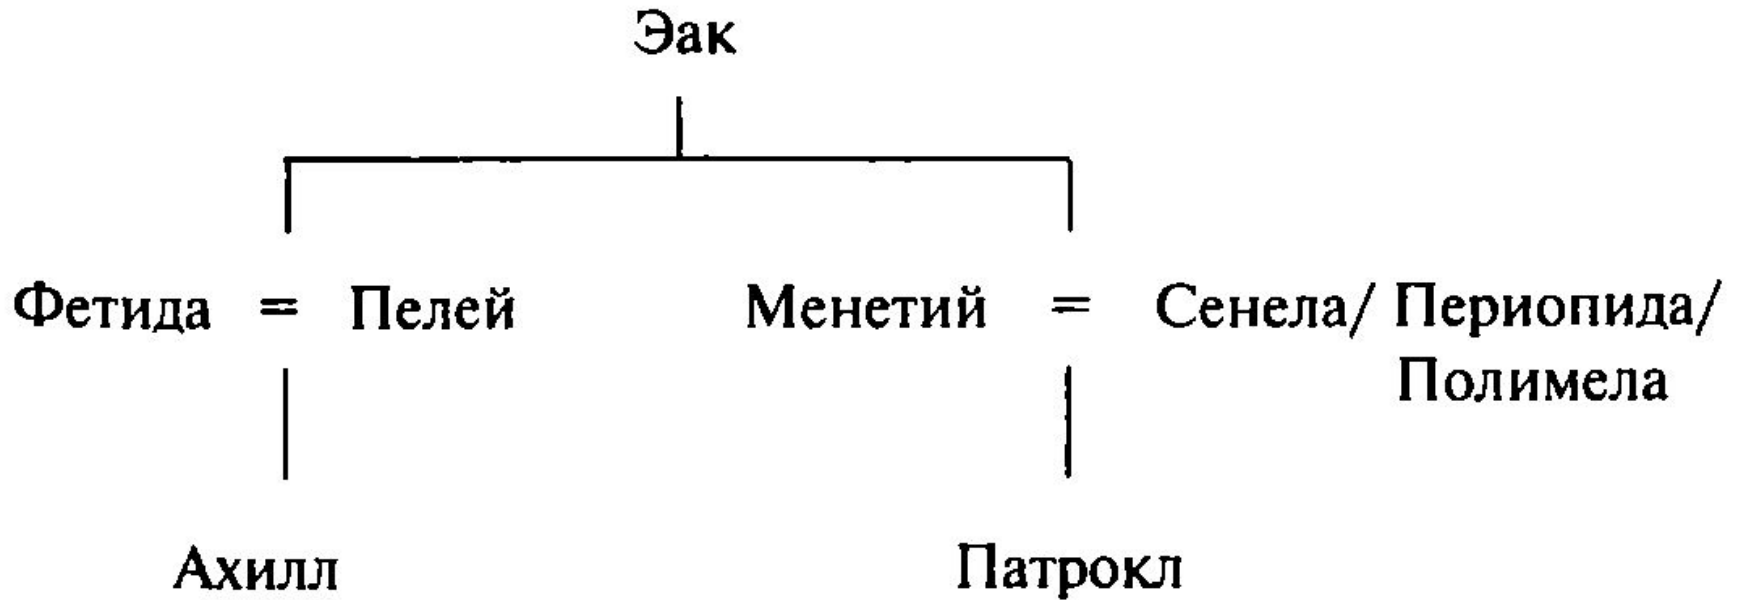 Эак
Фетида = Пелей Менетий = Сенела/ Периопида/
Полимела
Ахилл Патрокл